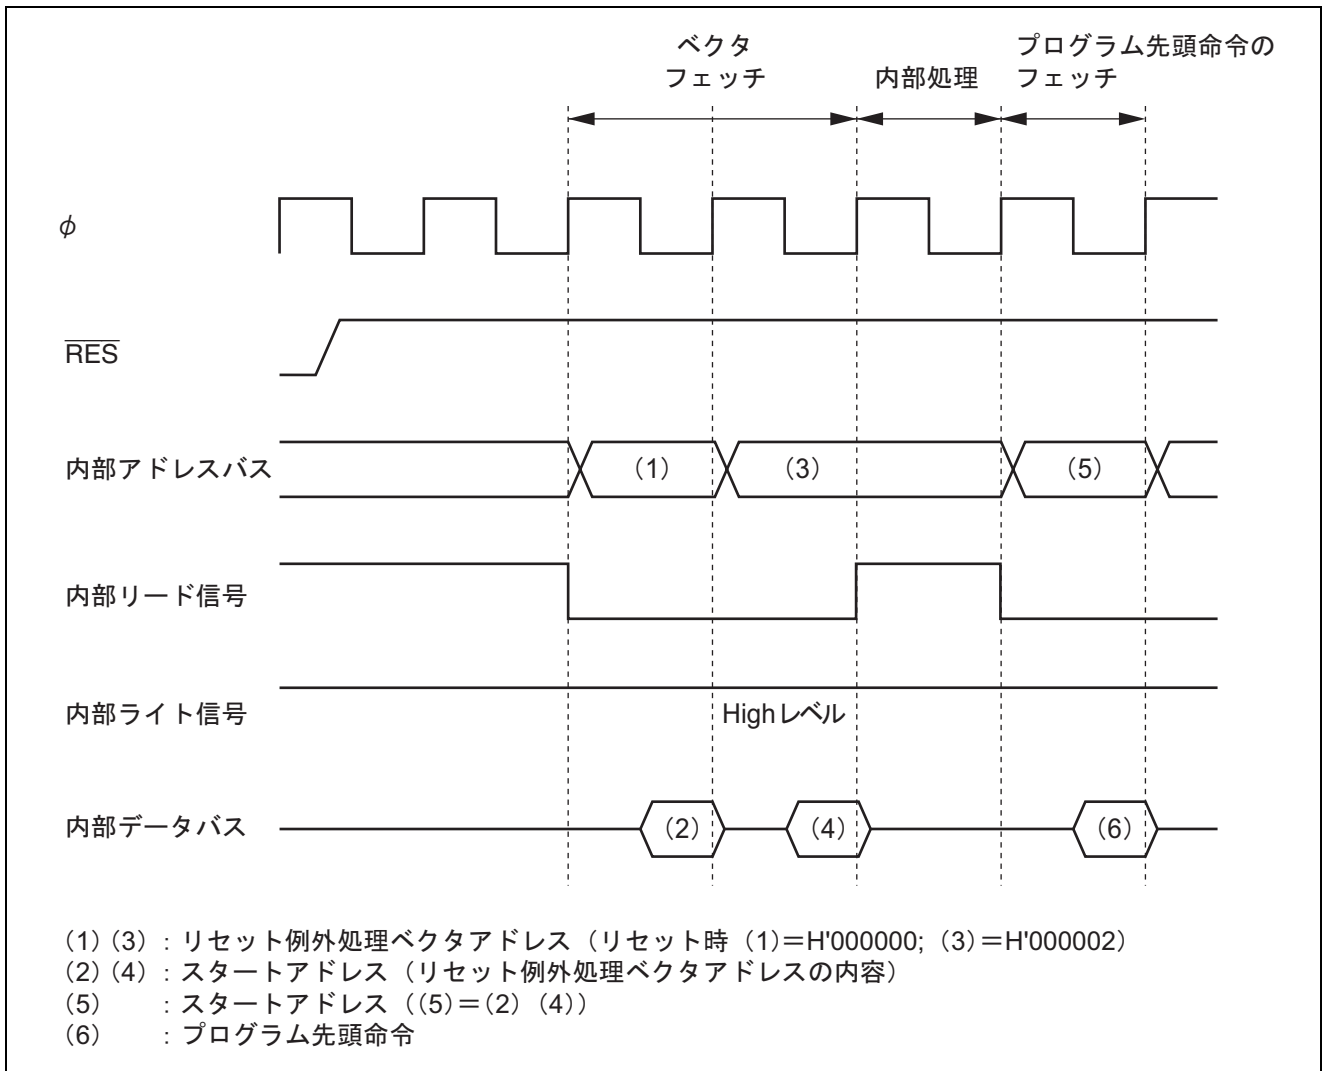 ベクタ
フェッチ
内部処理
プログラム先頭命令の
フェッチ
φ
RES
内部アドレスバス
(1)
(3)
(5)
内部リード信号
内部ライト信号
Highレベル
内部データバス
(2)
(4)
(6)
(1)(3) : リセット例外処理ベクタアドレス（リセット時 (1)=H'000000; (3)=H'000002）
(2)(4) : スタートアドレス（リセット例外処理ベクタアドレスの内容）
(5) : スタートアドレス（(5)＝(2) (4)）
(6) : プログラム先頭命令